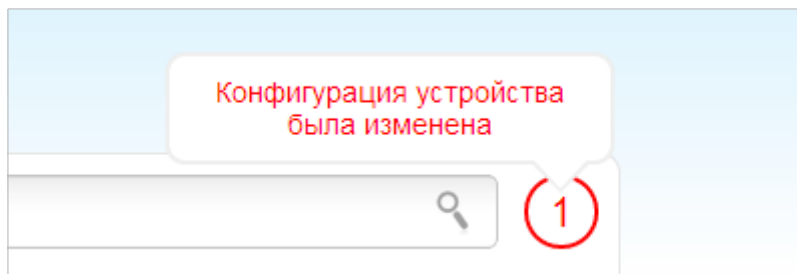 Конфигурация устройства
была изменена
1